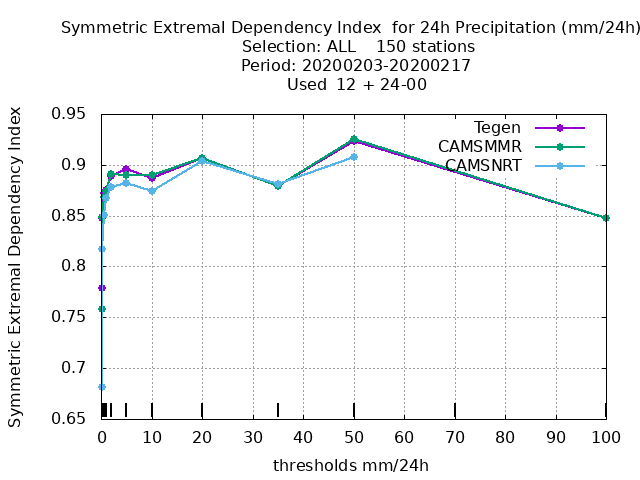 Symmetric Extremal Dependency Index  for 24h Precipitation (mm/24h)
Selection: ALL    150 stations
Period: 20200203-20200217
Used  12 + 24-00
Symmetric Extremal Dependency Index
0.95
0.9
0.85
0.8
0.75
0.7
0.65
Tegen
CAMSMMR
CAMSNRT
0 10 20 30 40 50 60 70 80 90 100
thresholds mm/24h